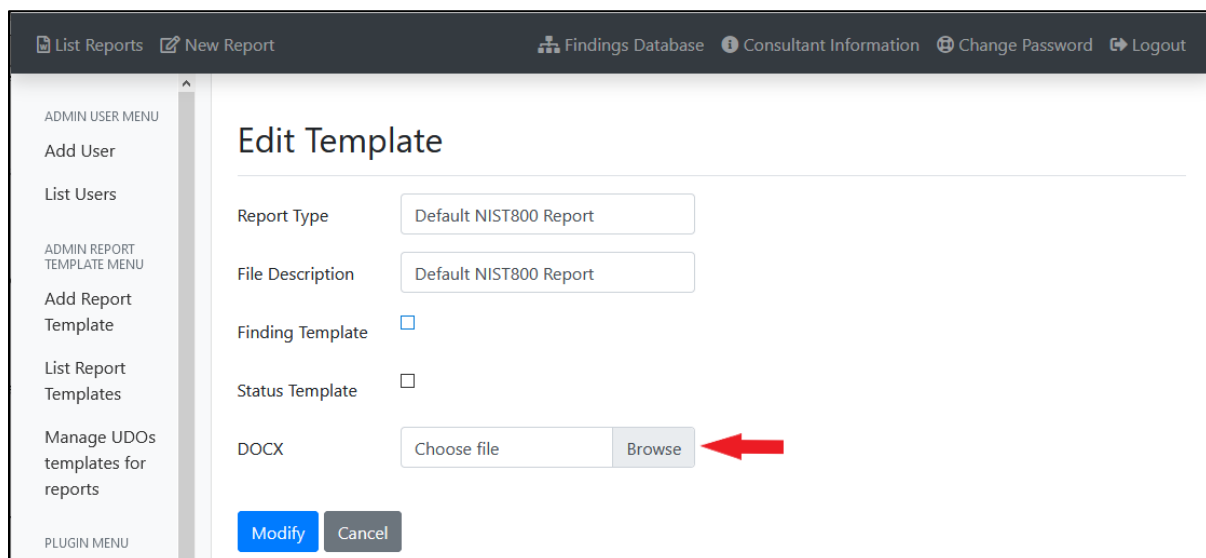 List Reports New Report Findings Database Consultant Information Change Password Logout
ADMIN USER MENU
Add User
List Users
ADMIN REPORT
TEMPLATE MENU
Add Report
Template
List Report
Templates
Manage UDOs
templates for
reports
PLUGIN MENU
Edit Template
Report Type Default NIST800 Report
File Description Default NIST800 Report
Finding Template
Status Template
DOCX Choose file Browse
Modify Cancel